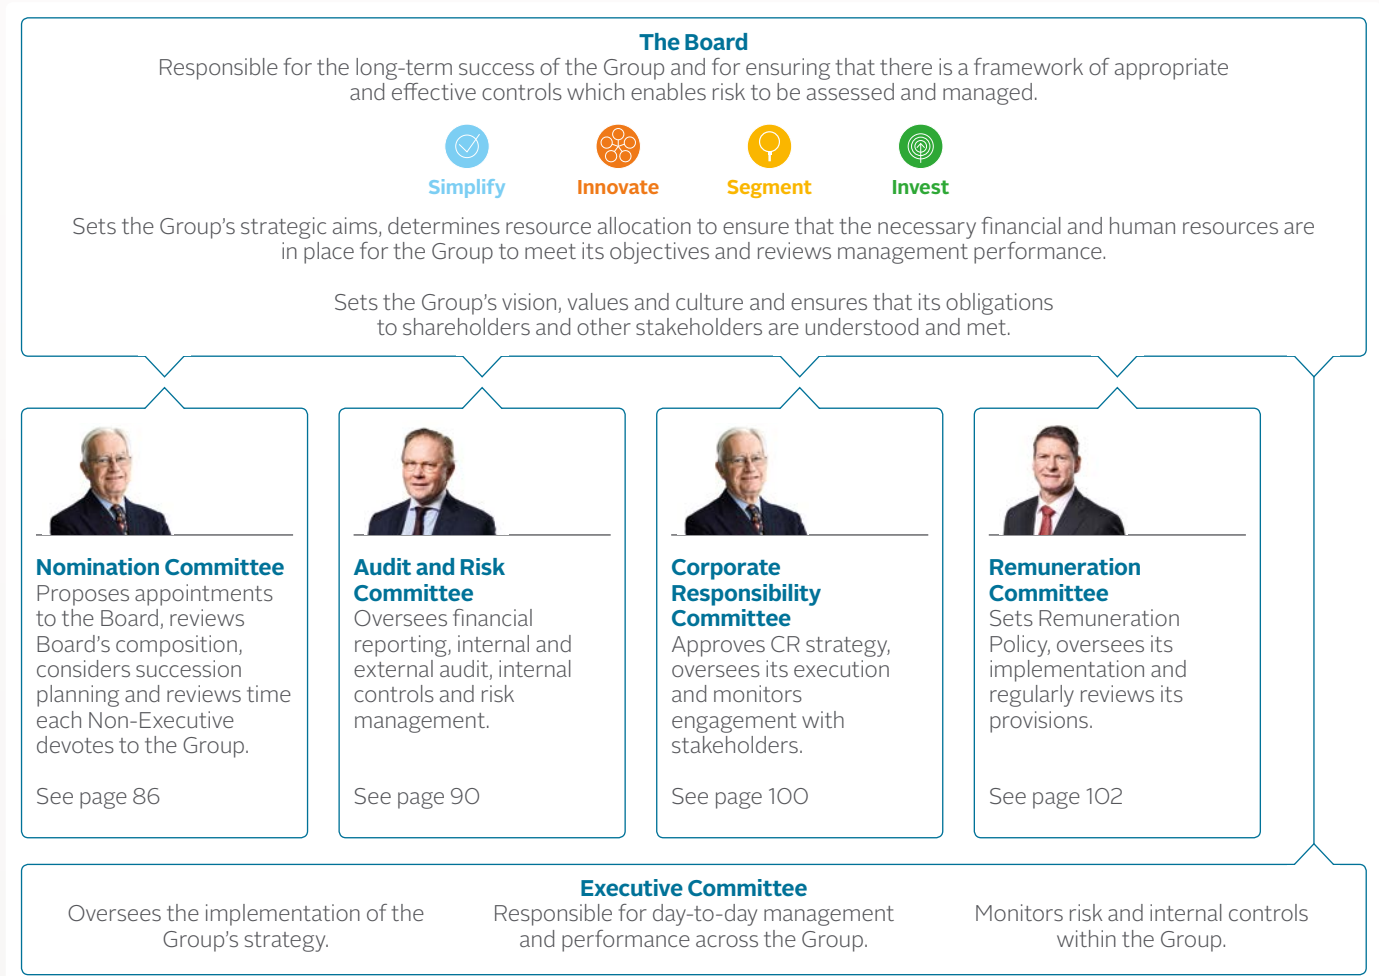 The Board
Responsible for the long-term success of the Group and for ensuring that there is a framework of appropriate
and effective controls which enables risk to be assessed and managed.
Simplify
Innovate
Segment
Invest
Sets the Group's strategic aims, determines resource allocation to ensure that the necessary financial and human resources are
in place for the Group to meet its objectives and reviews management performance.
Sets the Group's vision, values and culture and ensures that its obligations
to shareholders and other stakeholders are understood and met.
Nomination Committee
Proposes appointments
to the Board, reviews
Board's composition,
considers succession
planning and reviews time
each Non-Executive
devotes to the Group.
See page 86
Audit and Risk
Committee
Oversees financial
reporting, internal and
external audit, internal
controls and risk
management.
See page 90
Corporate
Responsibility
Committee
Approves CR strategy,
oversees its execution
and monitors
engagement with
stakeholders.
See page 100
Remuneration
Committee
Sets Remuneration
Policy, oversees its
implementation and
regularly reviews its
provisions.
See page 102
Executive Committee
Oversees the implementation of the
Group's strategy.
Responsible for day-to-day management
and performance across the Group.
Monitors risk and internal controls
within the Group.